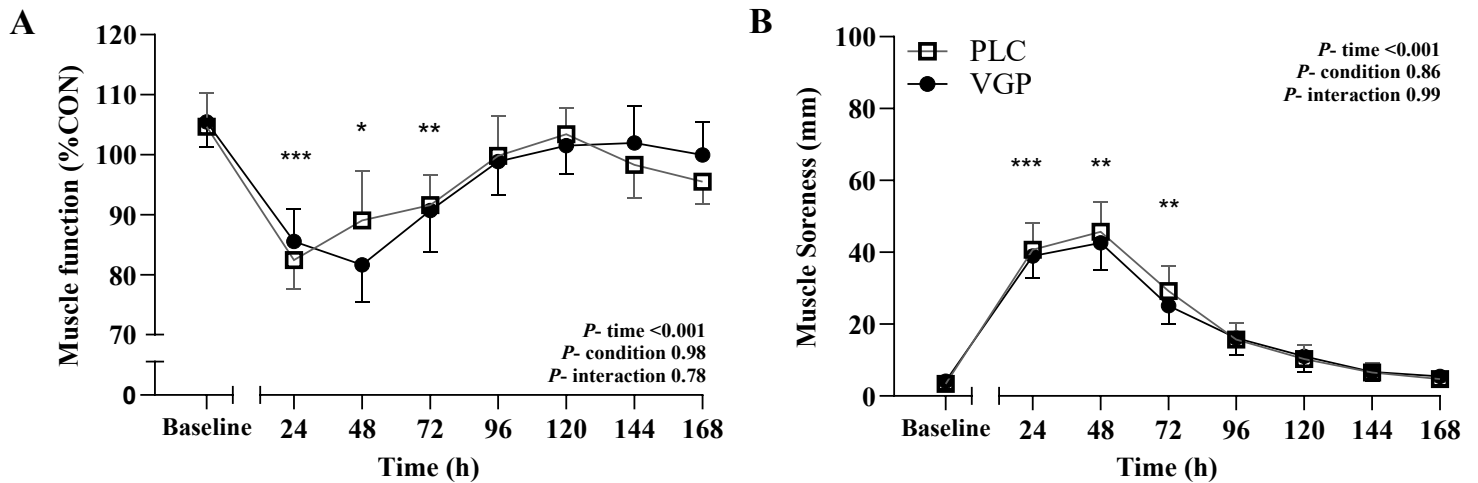 A
Muscle function (%CON)
120
110
100
90
80
70
0
***
*
**
P- time <0.001
P- condition 0.98
P- interaction 0.78
Baseline 24 48 72 96 120 144 168
Time (h)
B
Muscle Soreness (mm)
100
80
60
40
20
0
PLC
VGP
P- time <0.001
P- condition 0.86
P- interaction 0.99
***
**
**
Baseline 24 48 72 96 120 144 168
Time (h)